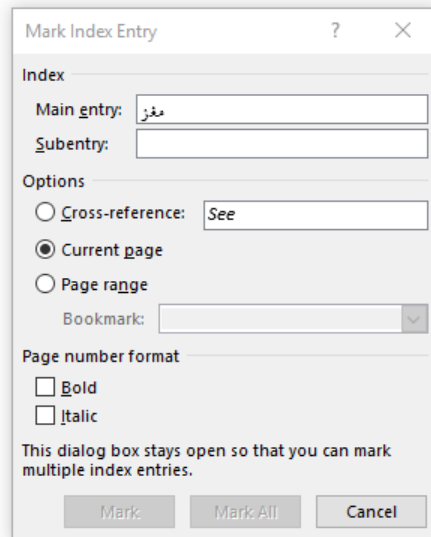 Mark Index Entry ? ×
Index
Main entry: مغز
Subentry:
Options
Cross-reference: See
Current page
Page range
Bookmark:
Page number format
Bold
Italic
This dialog box stays open so that you can mark
multiple index entries.
Mark Mark All Cancel